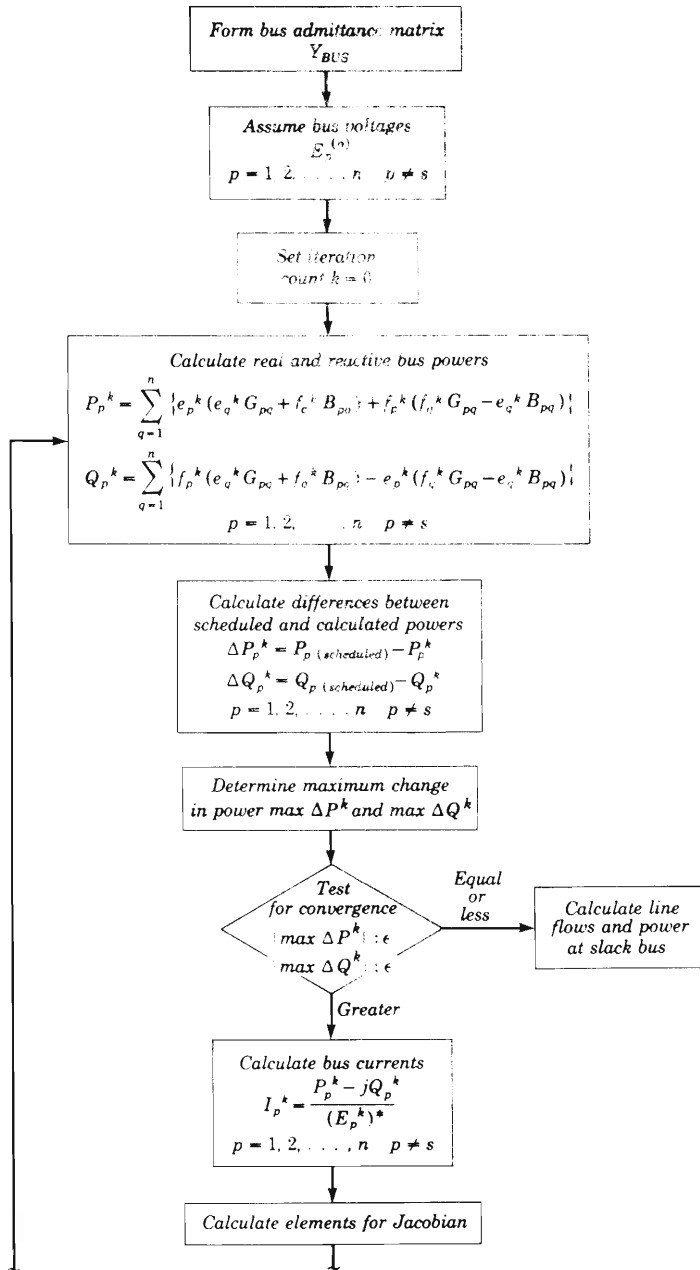 Form bus admittance matrix
Y_BUS
Assume bus voltages
E_p^(0)
p = 1, 2, . . . , n p ≠ s
Set iteration
count k = 0
Calculate real and reactive bus powers
P_p^k = ∑_{q=1}^{n} {e_p^k (e_q^k G_pq + f_q^k B_pq) + f_p^k (f_q^k G_pq − e_q^k B_pq)}
Q_p^k = ∑_{q=1}^{n} {f_p^k (e_q^k G_pq + f_q^k B_pq) − e_p^k (f_q^k G_pq − e_q^k B_pq)}
p = 1, 2, . . . , n p ≠ s
Calculate differences between
scheduled and calculated powers
ΔP_p^k = P_p (scheduled) − P_p^k
ΔQ_p^k = Q_p (scheduled) − Q_p^k
p = 1, 2, . . . , n p ≠ s
Determine maximum change
in power max ΔP^k and max ΔQ^k
Test
for convergence
|max ΔP^k| : ϵ
|max ΔQ^k| : ϵ
Equal
or
less
Calculate line
flows and power
at slack bus
Greater
Calculate bus currents
I_p^k = (P_p^k − jQ_p^k) / (E_p^k)*
p = 1, 2, . . . , n p ≠ s
Calculate elements for Jacobian